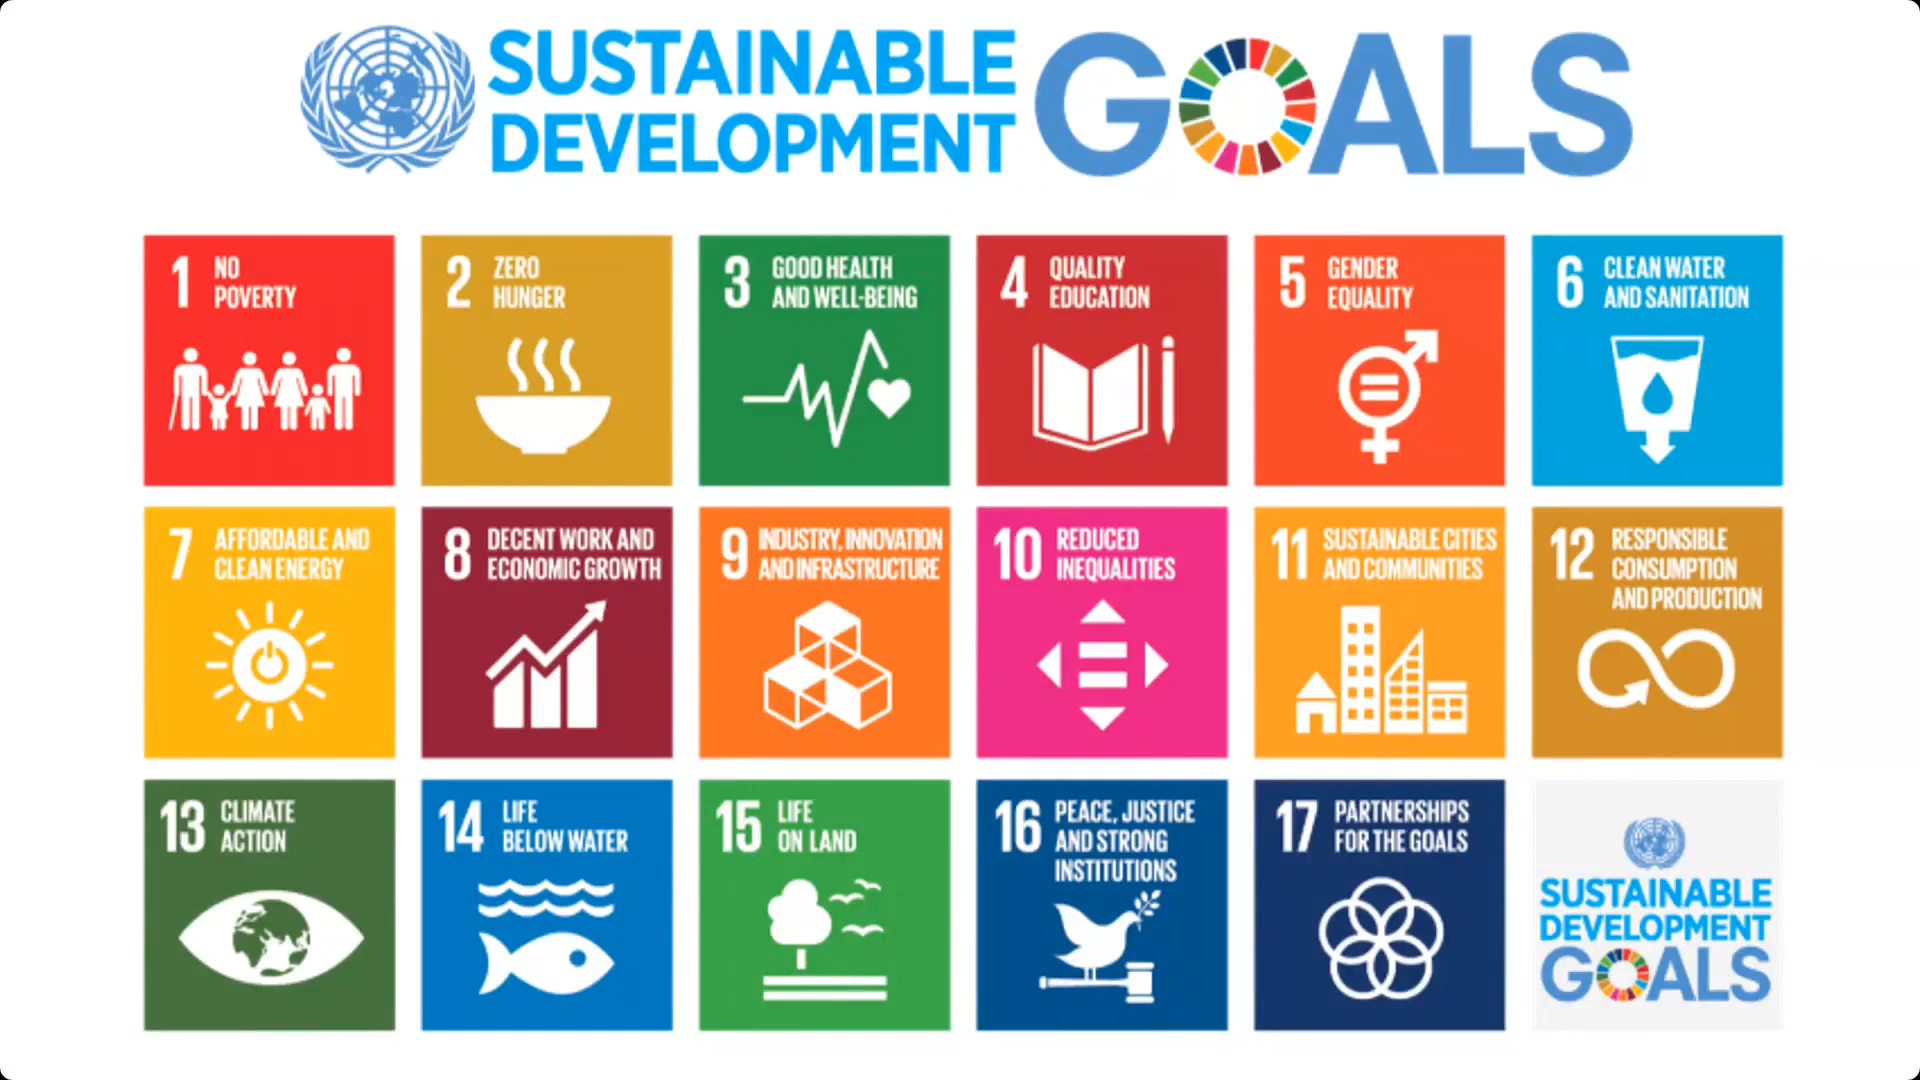 SUSTAINABLE
DEVELOPMENT
GOALS
1 NO
POVERTY
2 ZERO
HUNGER
3 GOOD HEALTH
AND WELL-BEING
4 QUALITY
EDUCATION
5 GENDER
EQUALITY
6 CLEAN WATER
AND SANITATION
7 AFFORDABLE AND
CLEAN ENERGY
8 DECENT WORK AND
ECONOMIC GROWTH
9 INDUSTRY, INNOVATION
AND INFRASTRUCTURE
10 REDUCED
INEQUALITIES
11 SUSTAINABLE CITIES
AND COMMUNITIES
12 RESPONSIBLE
CONSUMPTION
AND PRODUCTION
13 CLIMATE
ACTION
14 LIFE
BELOW WATER
15 LIFE
ON LAND
16 PEACE, JUSTICE
AND STRONG
INSTITUTIONS
17 PARTNERSHIPS
FOR THE GOALS
SUSTAINABLE
DEVELOPMENT
GOALS